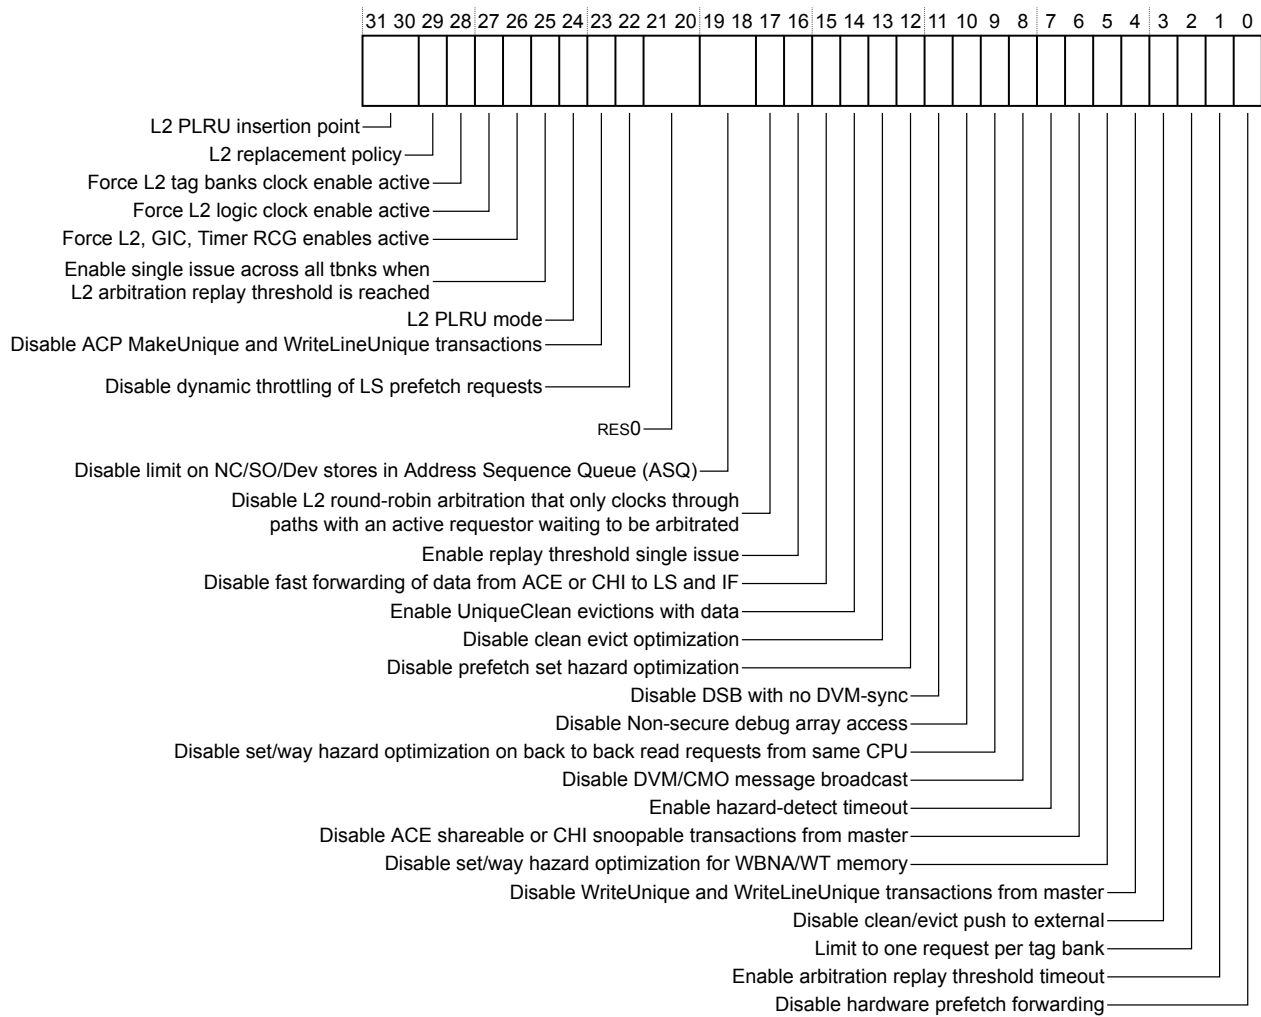 31 30 29 28 27 26 25 24 23 22 21 20 19 18 17 16 15 14 13 12 11 10 9 8 7 6 5 4 3 2 1 0
L2 PLRU insertion point
L2 replacement policy
Force L2 tag banks clock enable active
Force L2 logic clock enable active
Force L2, GIC, Timer RCG enables active
Enable single issue across all tbnks when
L2 arbitration replay threshold is reached
L2 PLRU mode
Disable ACP MakeUnique and WriteLineUnique transactions
Disable dynamic throttling of LS prefetch requests
RES0
Disable limit on NC/SO/Dev stores in Address Sequence Queue (ASQ)
Disable L2 round-robin arbitration that only clocks through
paths with an active requestor waiting to be arbitrated
Enable replay threshold single issue
Disable fast forwarding of data from ACE or CHI to LS and IF
Enable UniqueClean evictions with data
Disable clean evict optimization
Disable prefetch set hazard optimization
Disable DSB with no DVM-sync
Disable Non-secure debug array access
Disable set/way hazard optimization on back to back read requests from same CPU
Disable DVM/CMO message broadcast
Enable hazard-detect timeout
Disable ACE shareable or CHI snoopable transactions from master
Disable set/way hazard optimization for WBNA/WT memory
Disable WriteUnique and WriteLineUnique transactions from master
Disable clean/evict push to external
Limit to one request per tag bank
Enable arbitration replay threshold timeout
Disable hardware prefetch forwarding